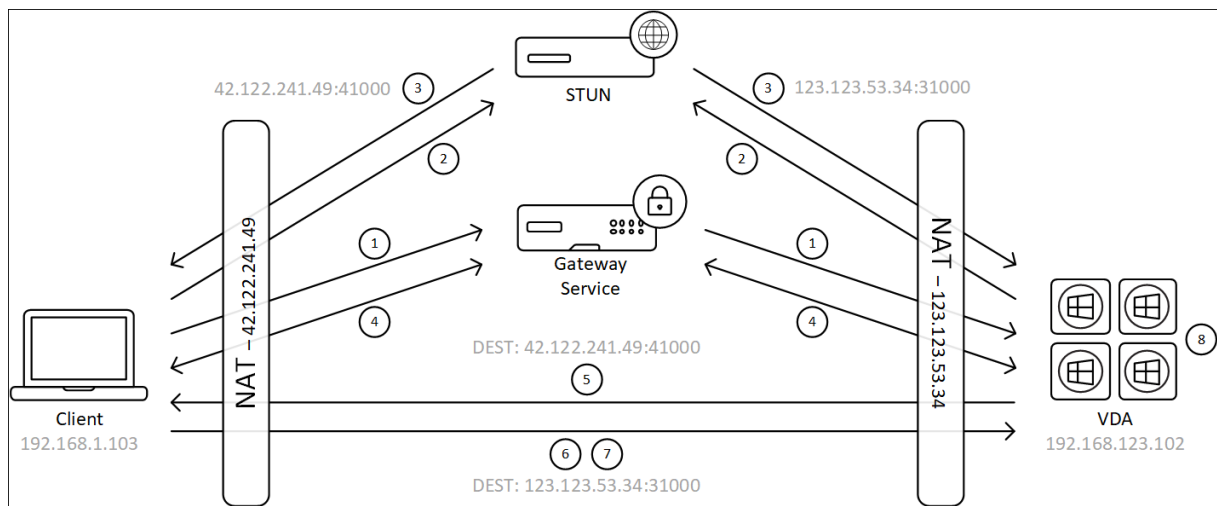 42.122.241.49:41000
3
STUN
3
123.123.53.34:31000
2
2
NAT – 42.122.241.49
1
Gateway
Service
1
NAT – 123.123.53.34
4
4
8
DEST: 42.122.241.49:41000
5
Client
192.168.1.103
VDA
192.168.123.102
6
7
DEST: 123.123.53.34:31000